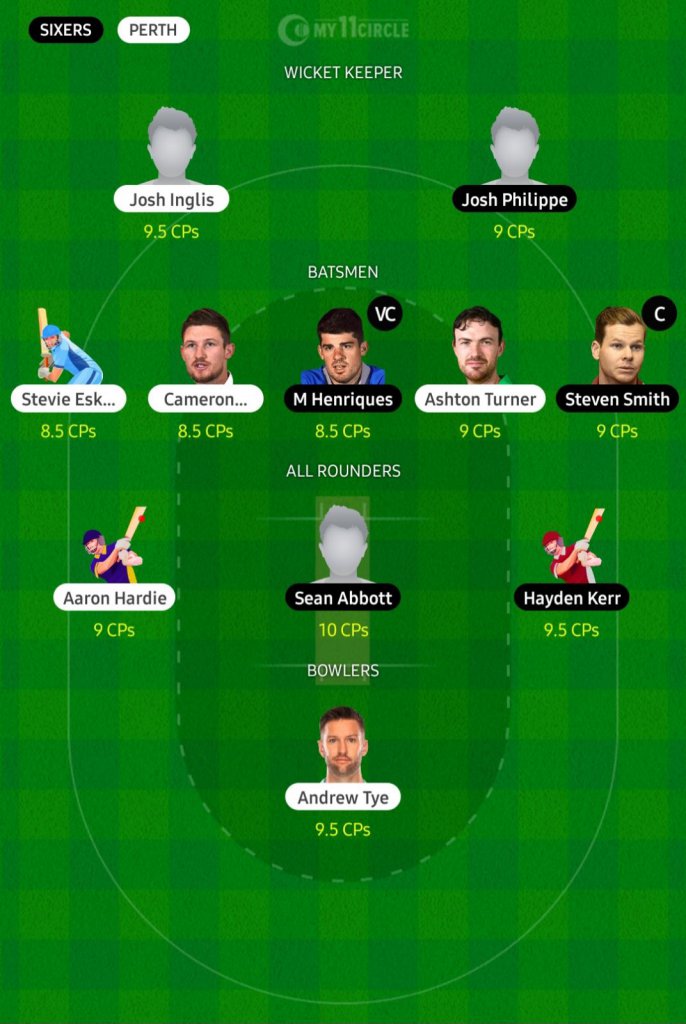 SIXERS PERTH MY11CIRCLE
WICKET KEEPER
Josh Inglis Josh Philippe
9.5 CPs 9 CPs
BATSMEN
VC C
Stevie Esk... Cameron... M Henriques Ashton Turner Steven Smith
8.5 CPs 8.5 CPs 8.5 CPs 9 CPs 9 CPs
ALL ROUNDERS
Aaron Hardie Sean Abbott Hayden Kerr
9 CPs 10 CPs 9.5 CPs
BOWLERS
Andrew Tye
9.5 CPs